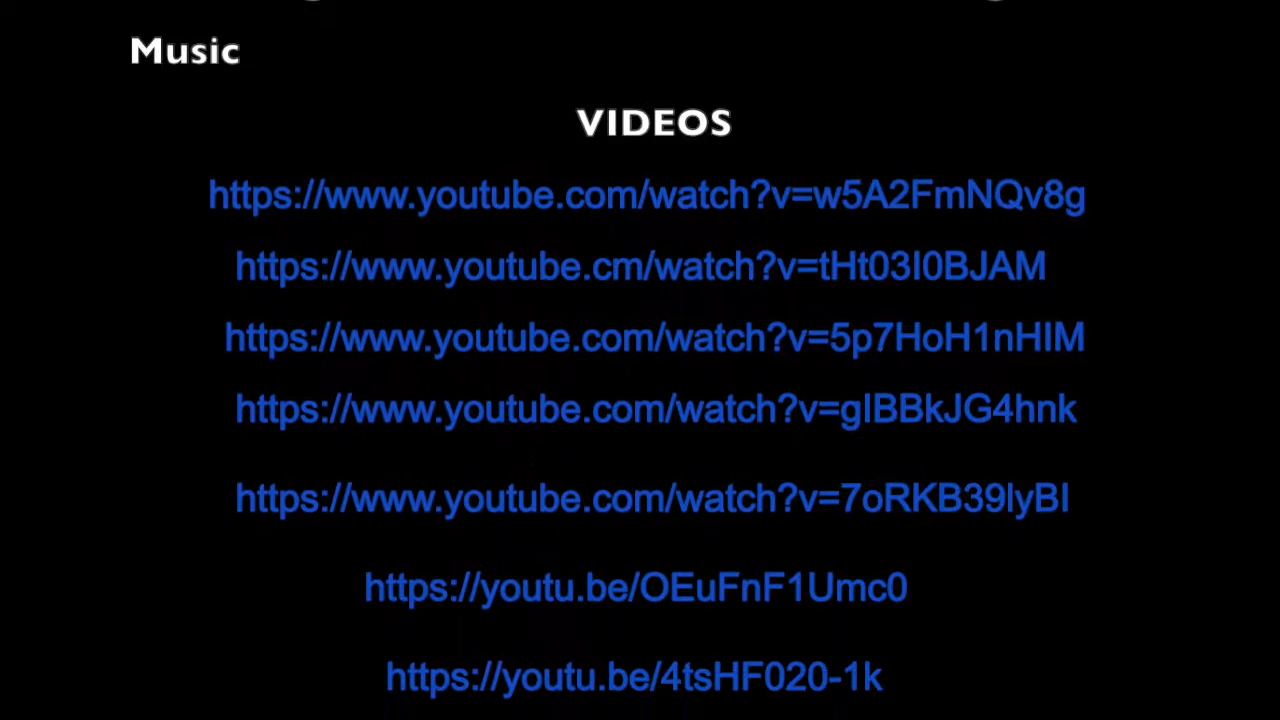 Music
VIDEOS
https://www.youtube.com/watch?v=w5A2FmNQv8g
https://www.youtube.cm/watch?v=tHt03I0BJAM
https://www.youtube.com/watch?v=5p7HoH1nHIM
https://www.youtube.com/watch?v=gIBBkJG4hnk
https://www.youtube.com/watch?v=7oRKB39lyBI
https://youtu.be/OEuFnF1Umc0
https://youtu.be/4tsHF020-1k